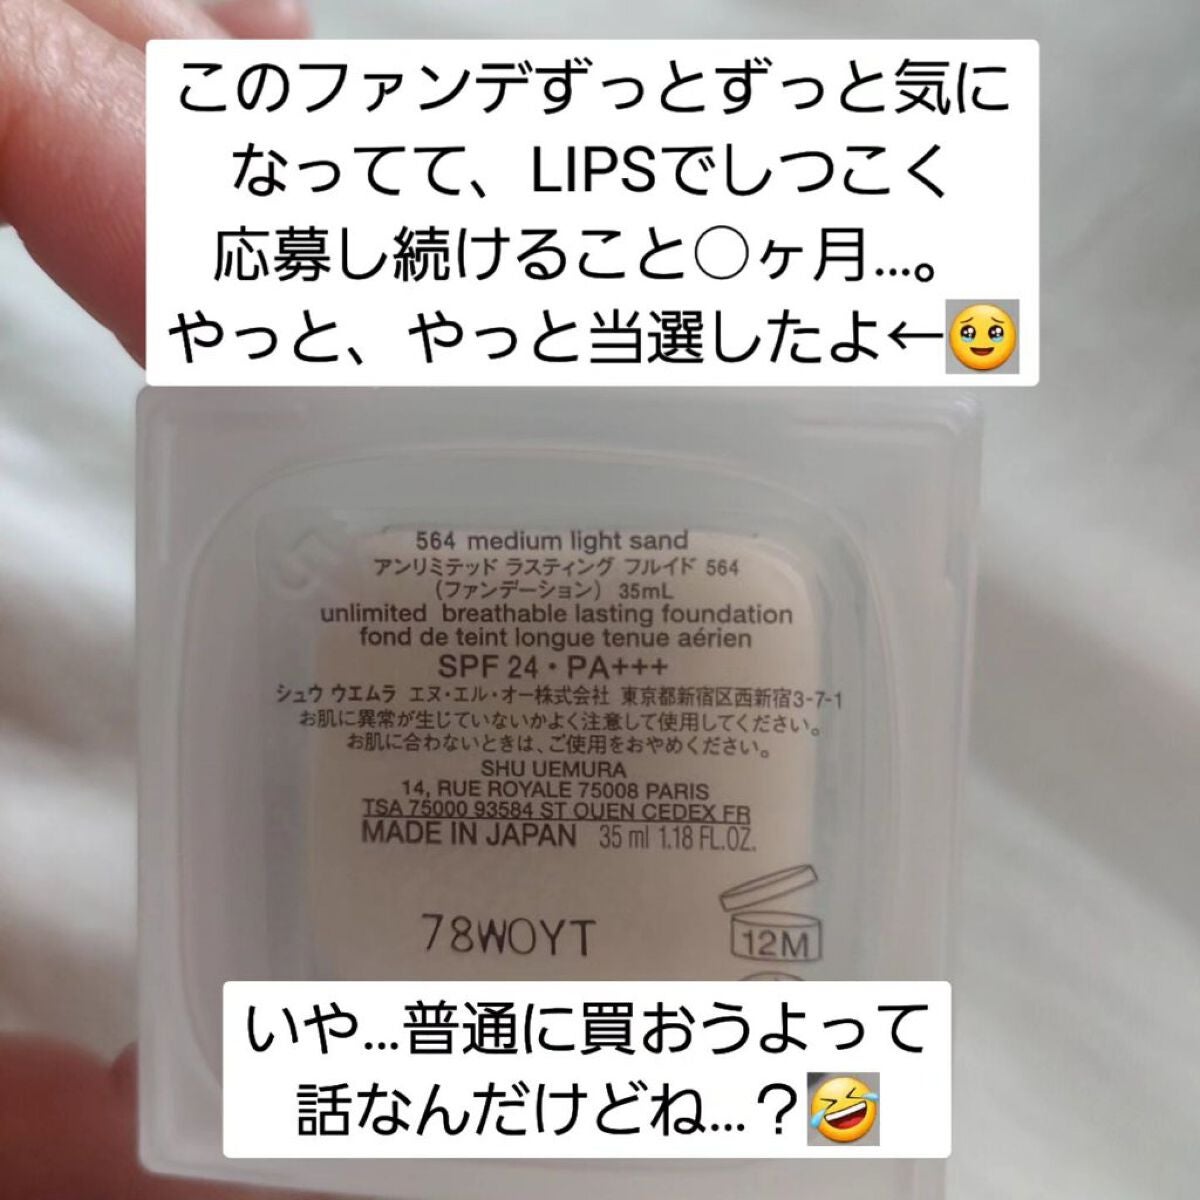 このファンデずっとずっと気に
なってて、LIPSでしつこく
応募し続けること○ヶ月...。
やっと、やっと当選したよ←🥹
564 medium light sand
アンリミテッド ラスティング フルイド 564
(ファンデーション) 35mL
unlimited breathable lasting foundation
fond de teint longue tenue aérien
SPF 24・PA+++
シュウ ウエムラ エヌ・エル・オー株式会社 東京都新宿区西新宿3-7-1
お肌に異常が生じていないかよく注意して使用してください。
お肌に合わないときは、ご使用をおやめください。
SHU UEMURA
14, RUE ROYALE 75008 PARIS
TSA 75000 93584 ST OUEN CEDEX FR
MADE IN JAPAN 35 ml 1.18 FL.OZ.
78W0YT
12M
いや...普通に買おうよって
話なんだけどね...？🤣